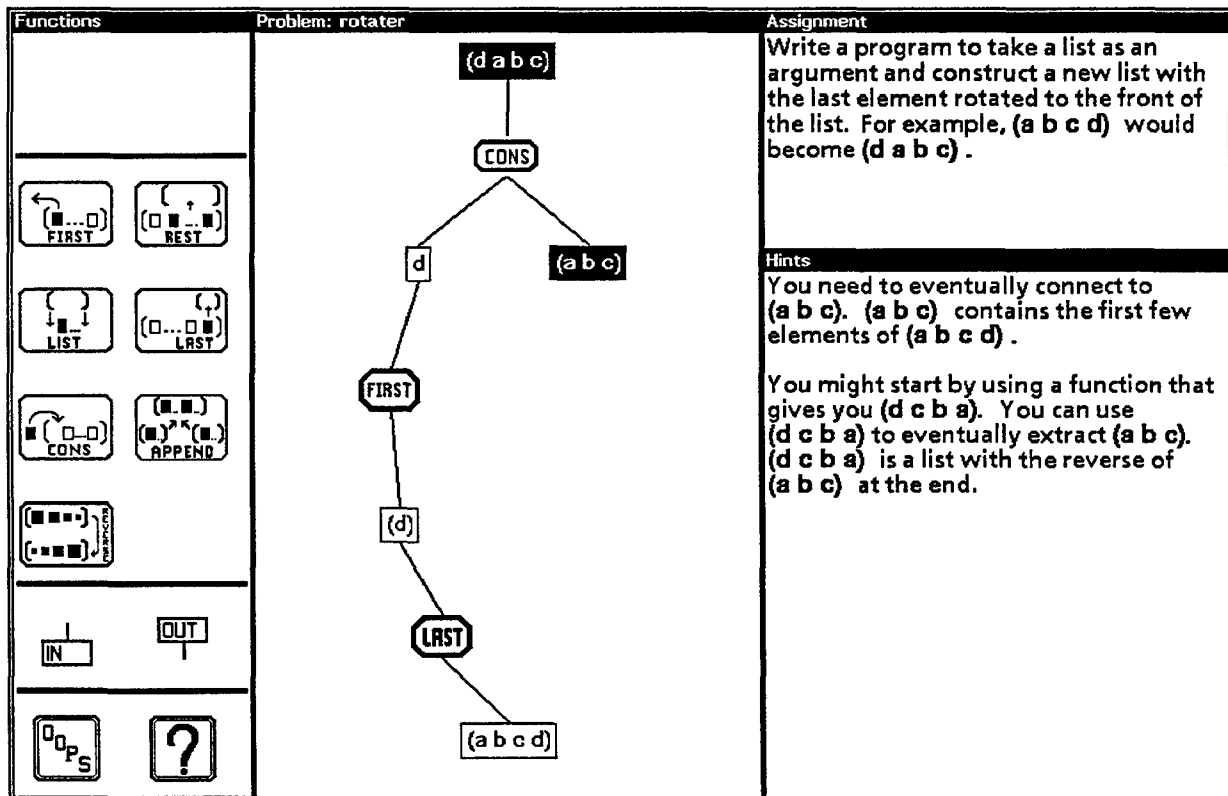 Functions
Problem: rotater
Assignment
(d a b c)
CONS
d
(a b c)
FIRST
(d)
LAST
(a b c d)
FIRST
REST
LIST
LAST
CONS
APPEND
IN
OUT
OOPS
?
Write a program to take a list as an
argument and construct a new list with
the last element rotated to the front of
the list. For example, (a b c d) would
become (d a b c) .
Hints
You need to eventually connect to
(a b c). (a b c) contains the first few
elements of (a b c d) .
You might start by using a function that
gives you (d c b a). You can use
(d c b a) to eventually extract (a b c).
(d c b a) is a list with the reverse of
(a b c) at the end.